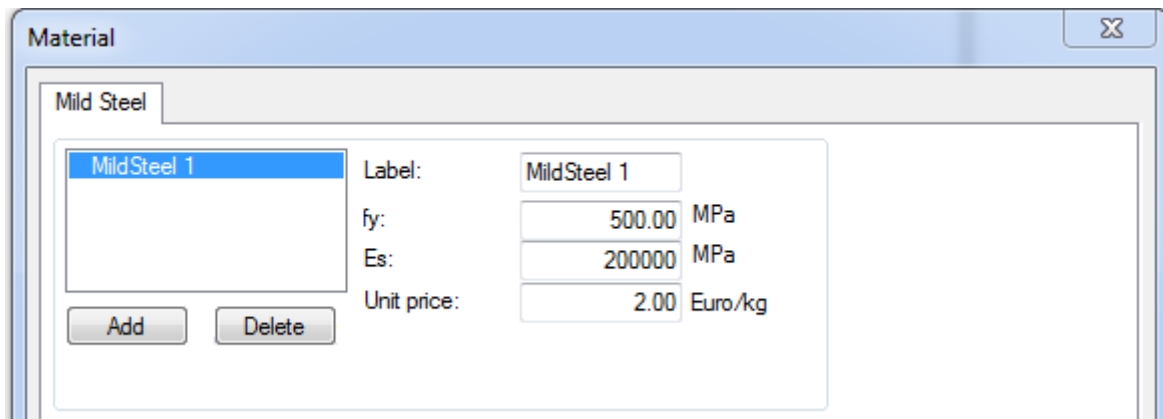 Material
Mild Steel
MildSteel 1
Label: MildSteel 1
fy: 500.00 MPa
Es: 200000 MPa
Unit price: 2.00 Euro/kg
Add Delete